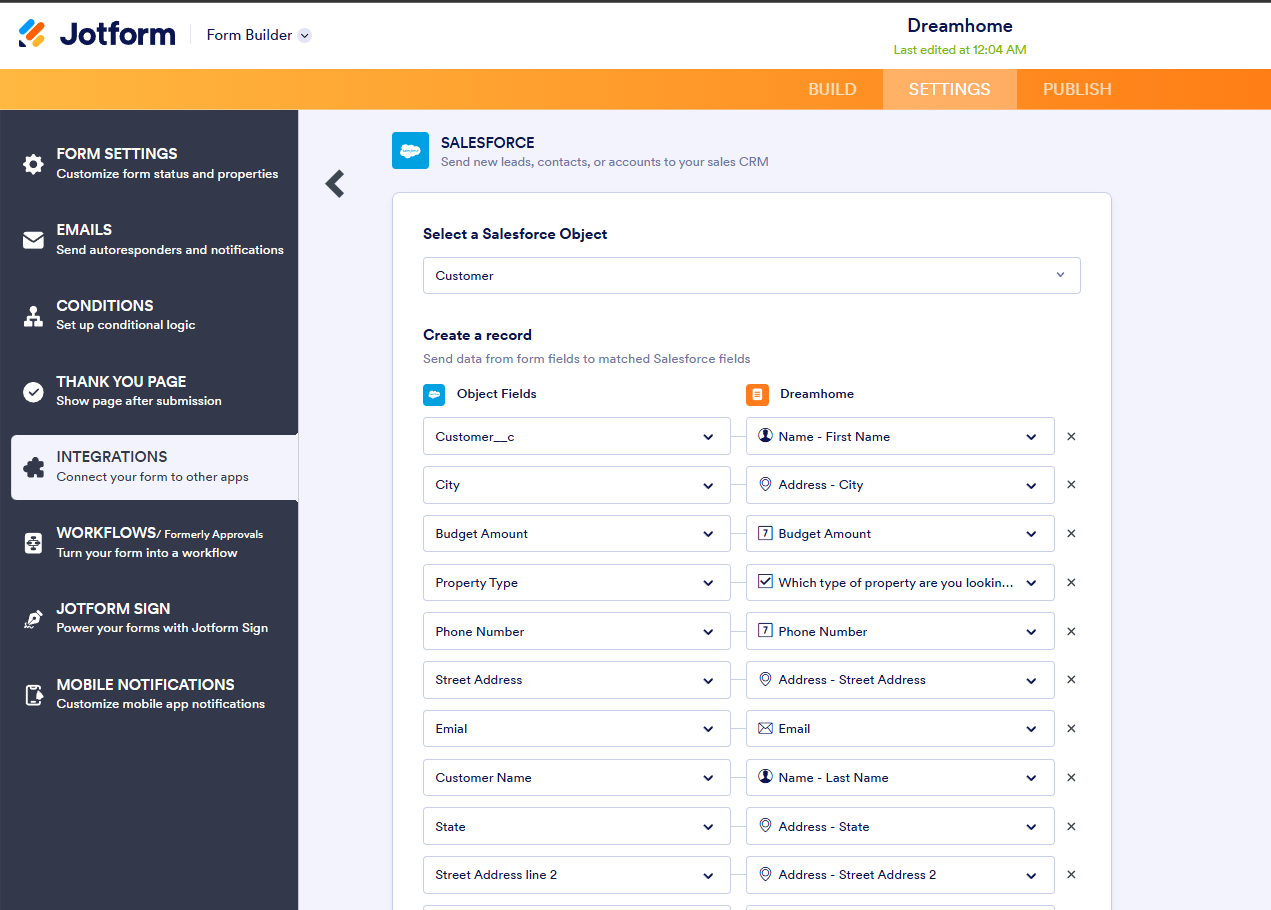 Jotform
Form Builder
Dreamhome
Last edited at 12:04 AM
BUILD
SETTINGS
PUBLISH
FORM SETTINGS
Customize form status and properties
EMAILS
Send autoresponders and notifications
CONDITIONS
Set up conditional logic
THANK YOU PAGE
Show page after submission
INTEGRATIONS
Connect your form to other apps
WORKFLOWS/ Formerly Approvals
Turn your form into a workflow
JOTFORM SIGN
Power your forms with Jotform Sign
MOBILE NOTIFICATIONS
Customize mobile app notifications
SALESFORCE
Send new leads, contacts, or accounts to your sales CRM
Select a Salesforce Object
Customer
Create a record
Send data from form fields to matched Salesforce fields
Object Fields Dreamhome
Customer__c Name - First Name
City Address - City
Budget Amount 7 Budget Amount
Property Type Which type of property are you lookin...
Phone Number 7 Phone Number
Street Address Address - Street Address
Emial Email
Customer Name Name - Last Name
State Address - State
Street Address line 2 Address - Street Address 2